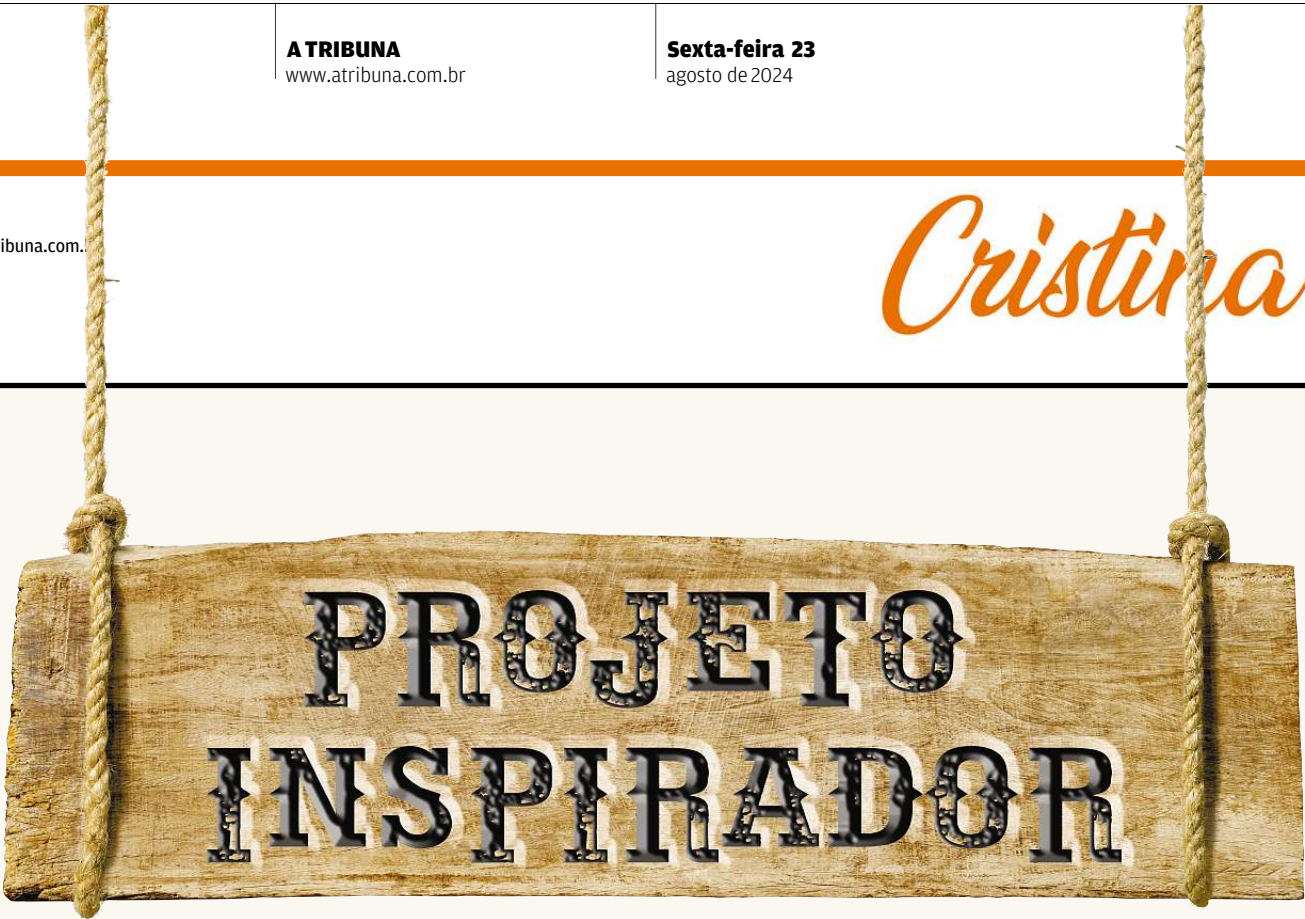 A TRIBUNA
www.atribuna.com.br
Sexta-feira 23
agosto de 2024
ibuna.com.
Cristina
PROJETO
INSPIRADOR